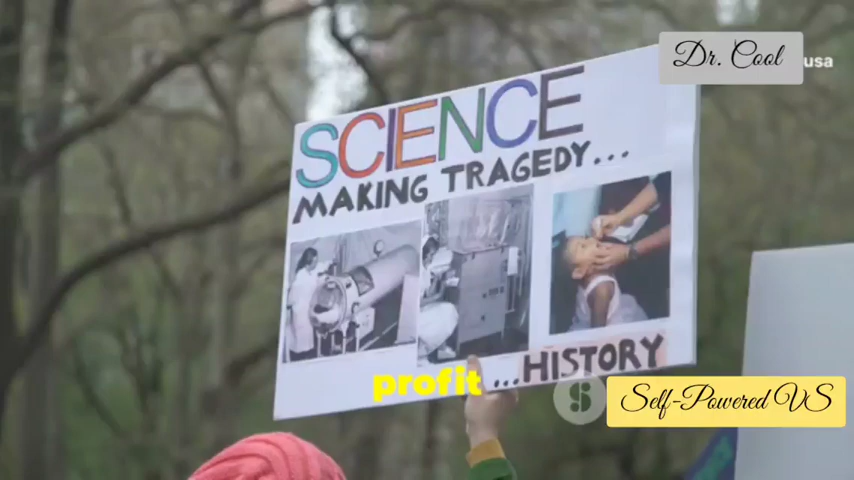 Dr. Cool
usa
SCIENCE
MAKING TRAGEDY...
...HISTORY
profit
Self-Powered VS